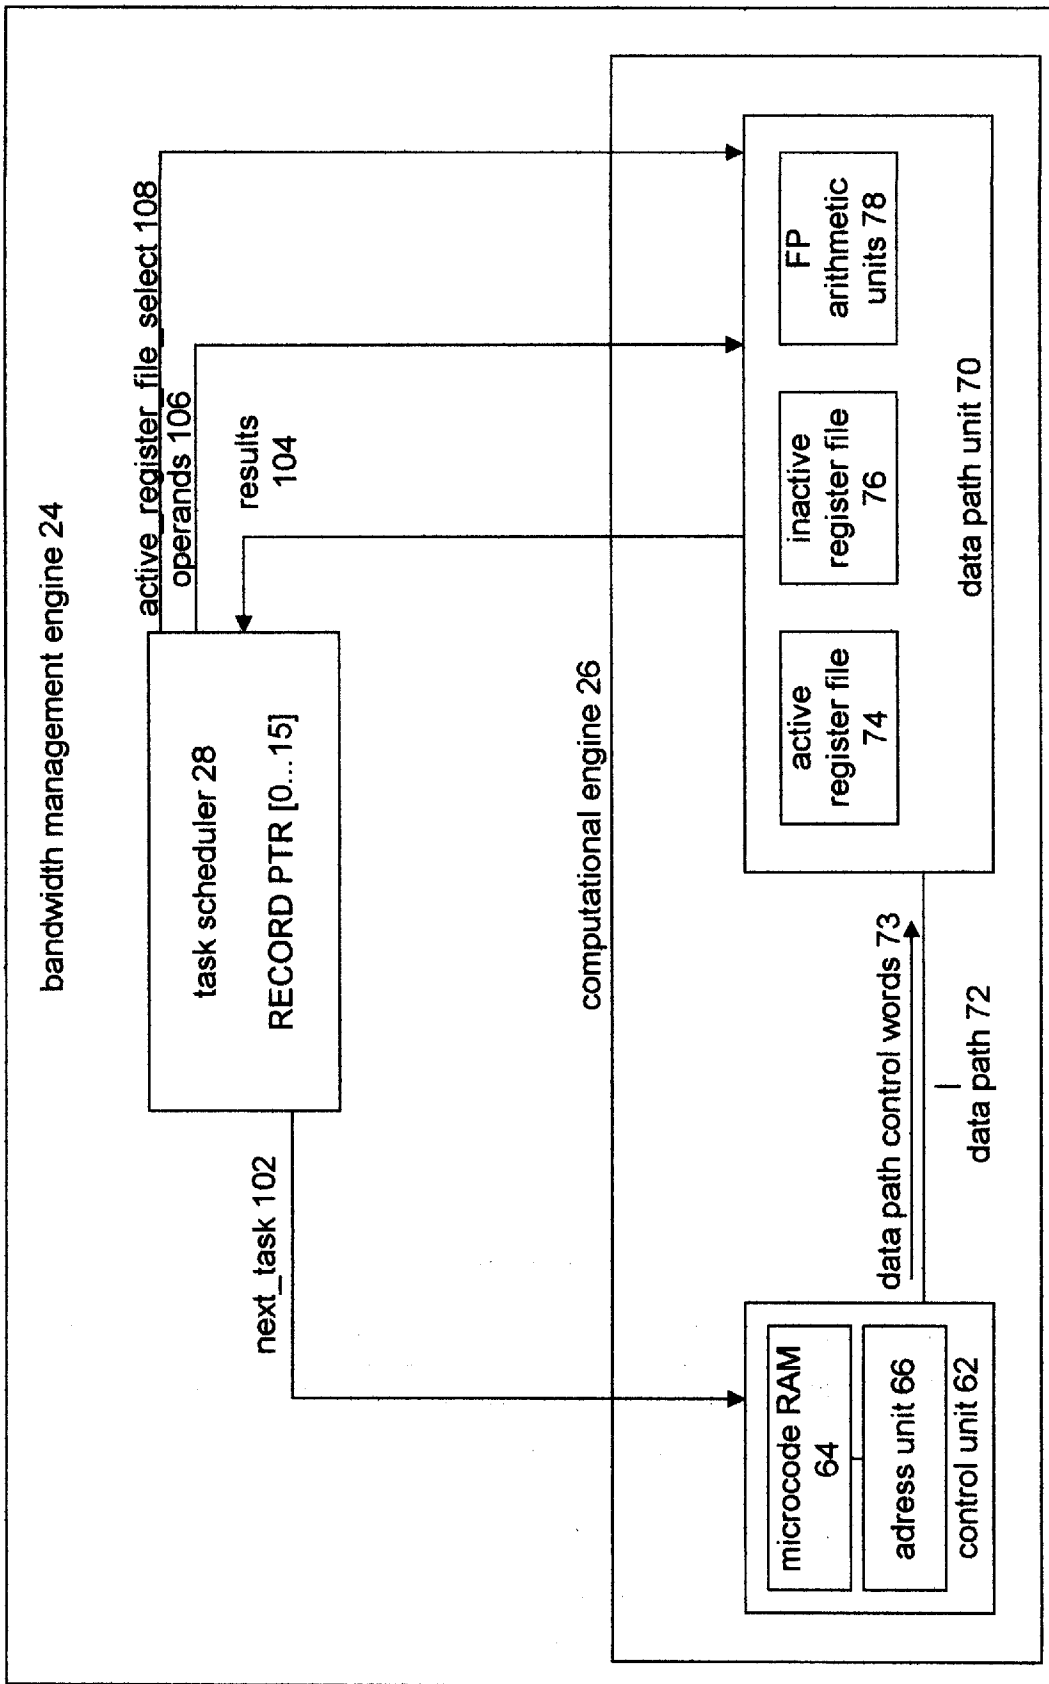 bandwidth management engine 24
active_register_file_select 108
operands 106
results
104
task scheduler 28
RECORD PTR [0...15]
next_task 102
computational engine 26
microcode RAM
64
adress unit 66
control unit 62
data path control words 73
data path 72
active
register file
74
inactive
register file
76
FP
arithmetic
units 78
data path unit 70